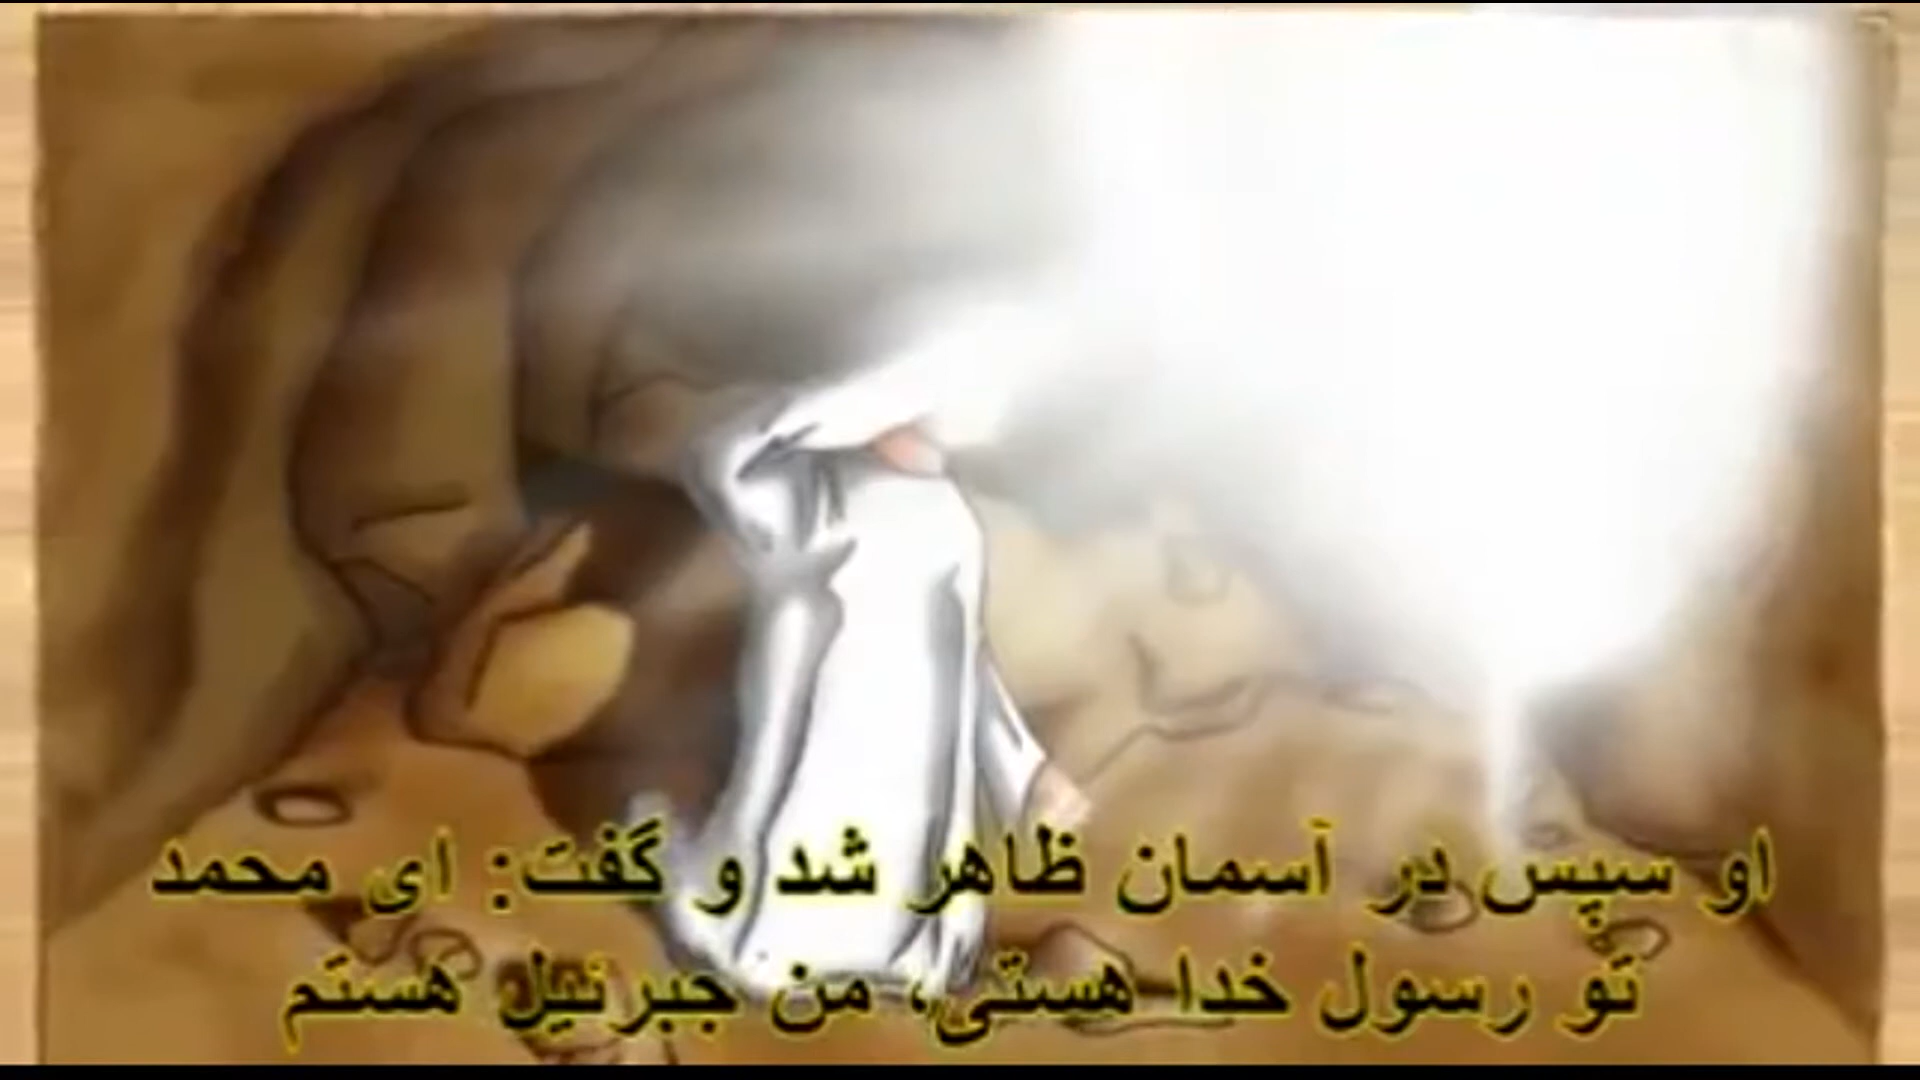 او سپس در آسمان ظاهر شد و گفت: ای محمد
تو رسول خدا هستی، من جبرئیل هستم